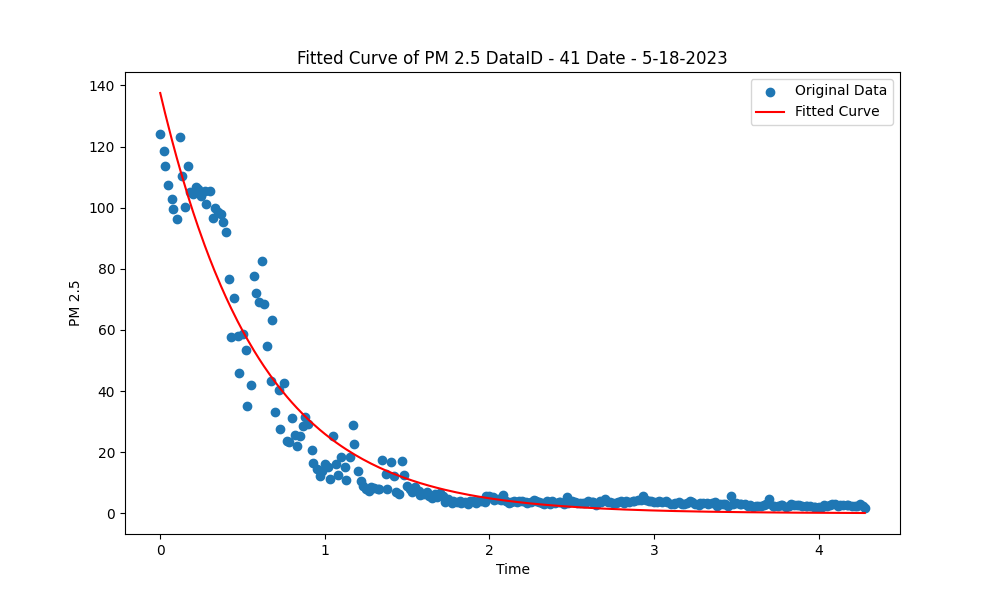 Fitted Curve of PM 2.5 DataID - 41 Date - 5-18-2023
Original Data
Fitted Curve
140
120
100
80
60
40
20
0
PM 2.5
0 1 2 3 4
Time